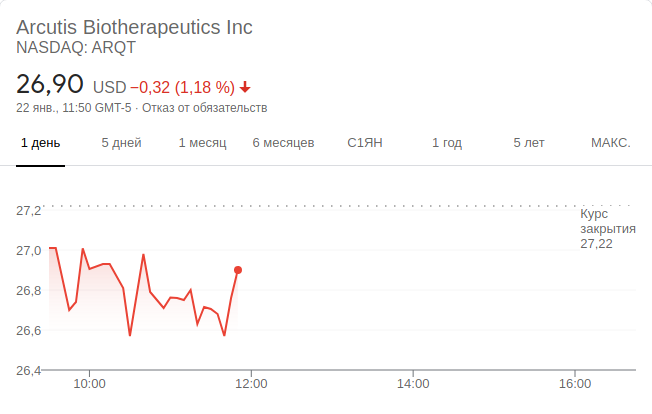 Arcutis Biotherapeutics Inc
NASDAQ: ARQT
26,90 USD −0,32 (1,18 %)
22 янв., 11:50 GMT-5 · Отказ от обязательств
1 день 5 дней 1 месяц 6 месяцев С1ЯН 1 год 5 лет МАКС.
27,2
Курс
закрытия
27,22
27,0
26,8
26,6
26,4
10:00 12:00 14:00 16:00